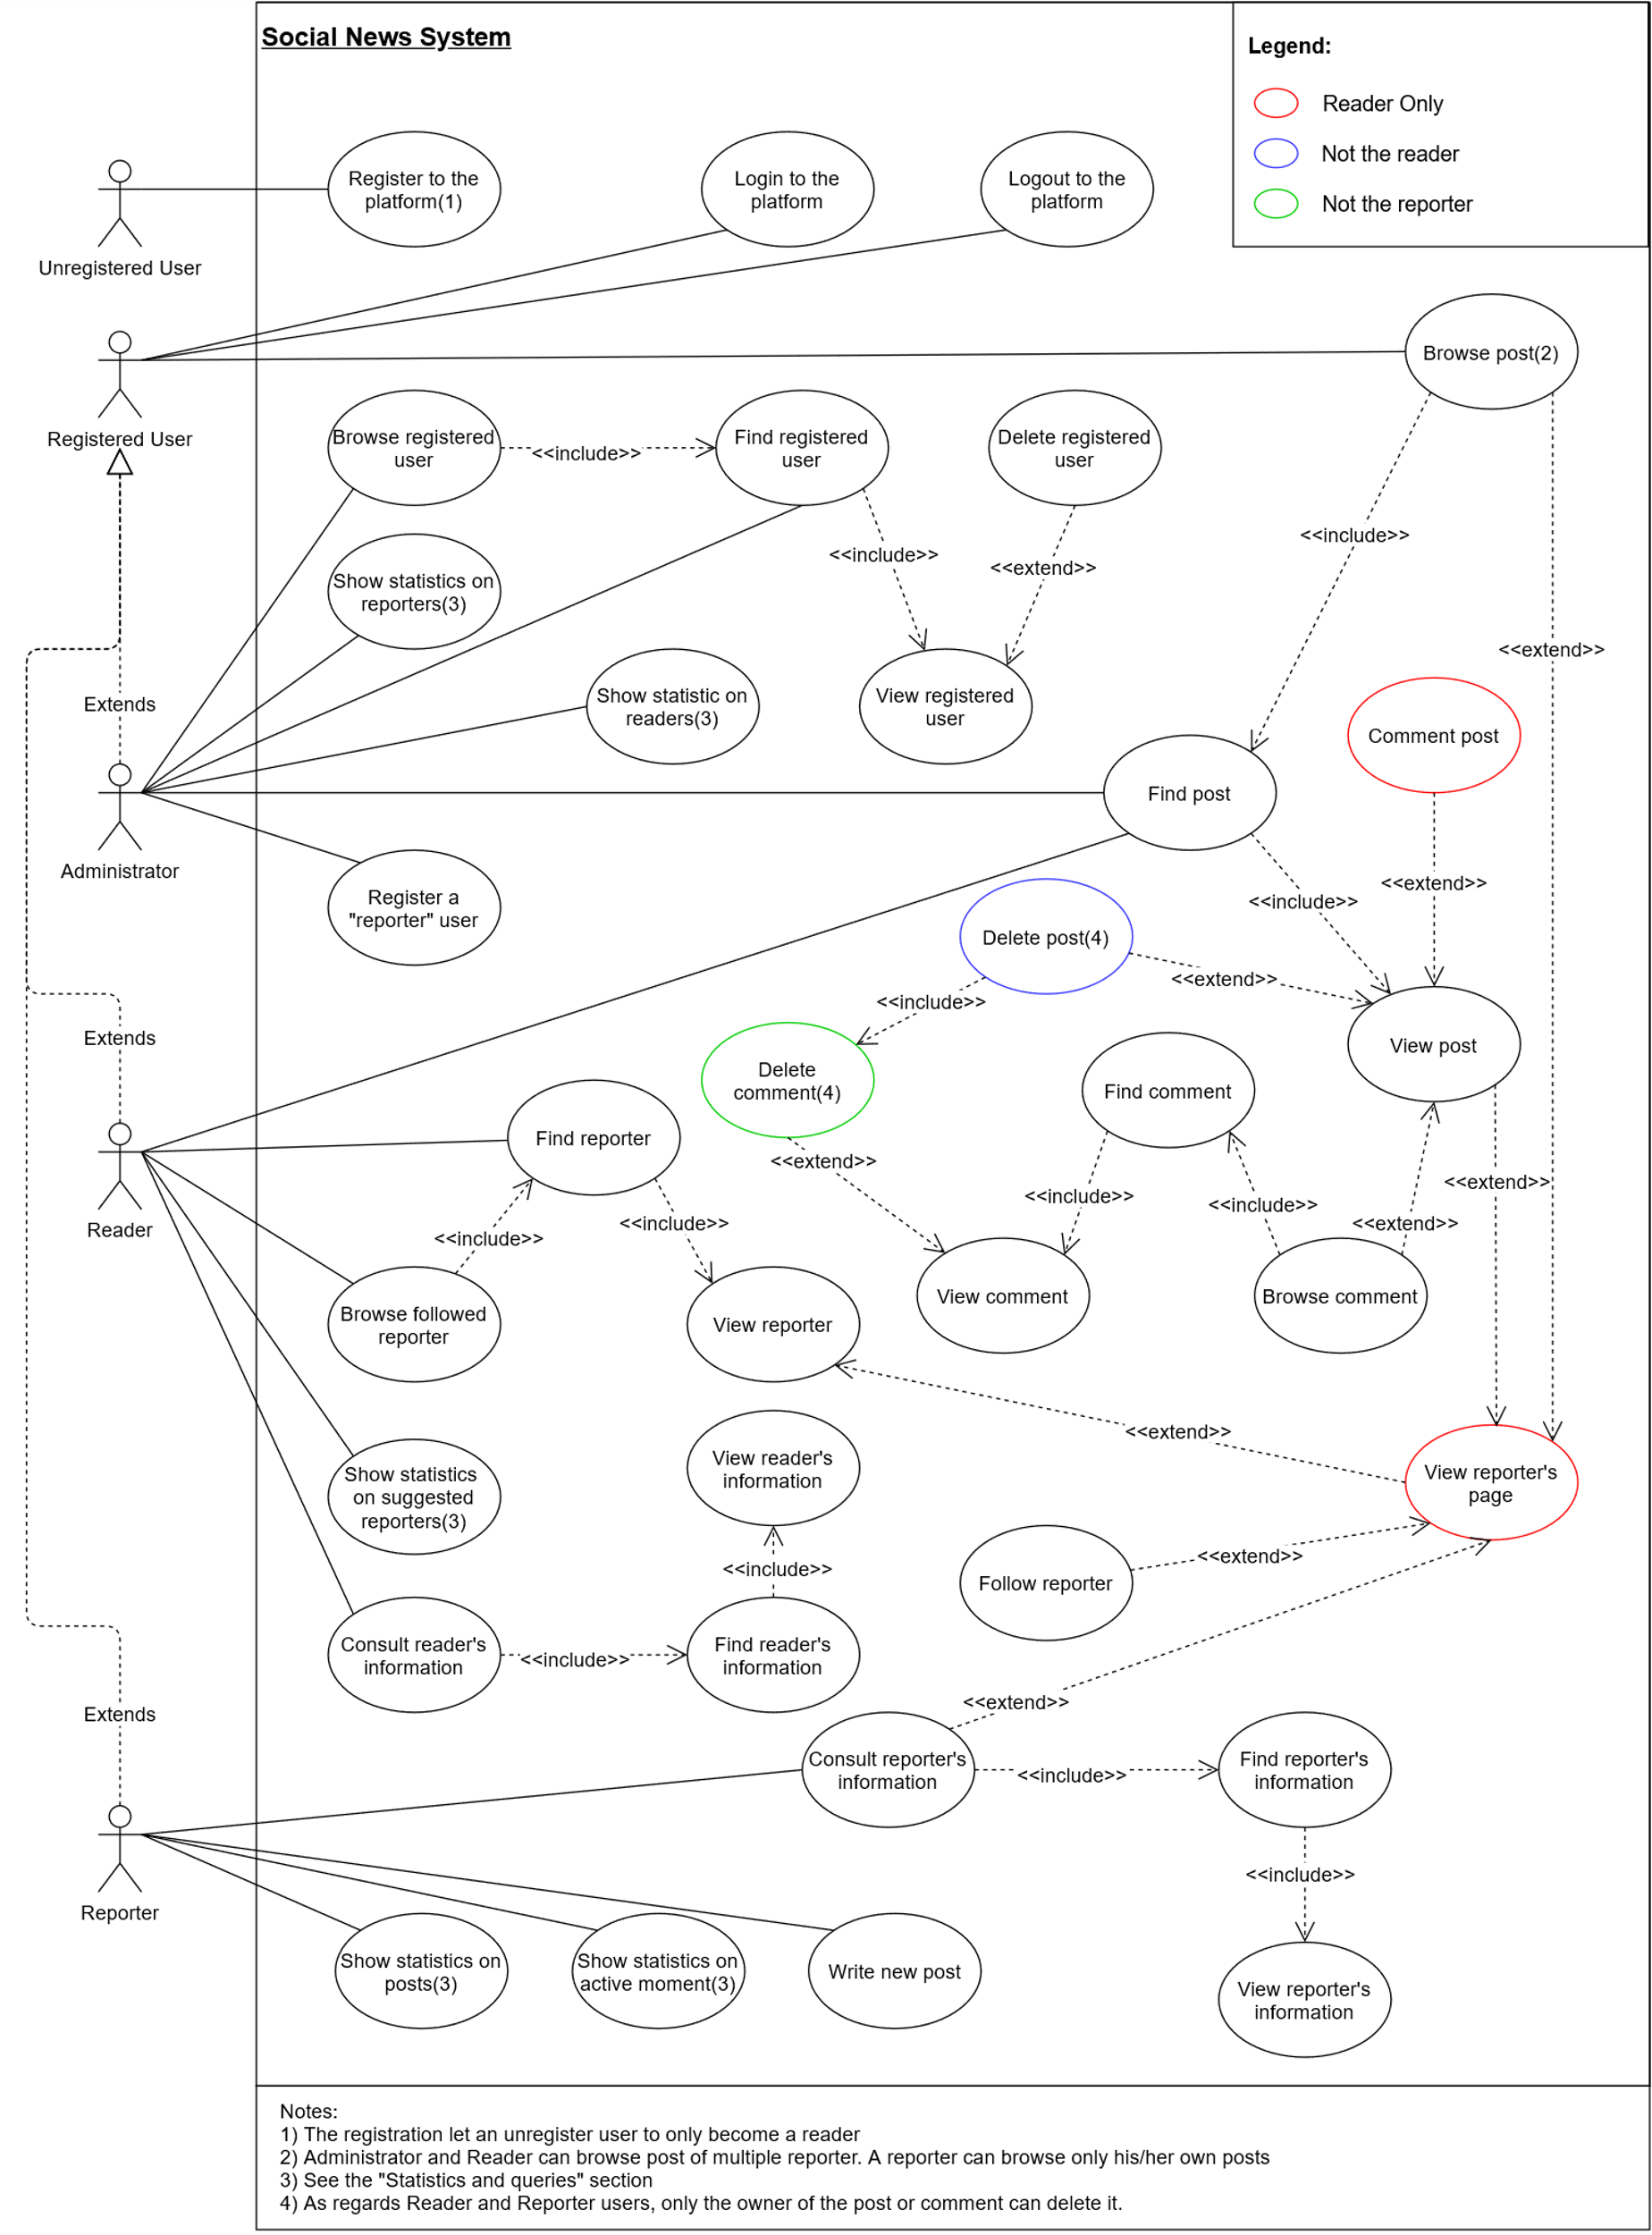 Social News System
Legend:
Reader Only
Not the reader
Not the reporter
Register to the
platform(1)
Login to the
platform
Logout to the
platform
Unregistered User
Browse post(2)
Registered User
Browse registered
user
<<include>>
Find registered
user
Delete registered
user
<<include>>
<<include>>
<<extend>>
Show statistics on
reporters(3)
<<extend>>
Show statistic on
readers(3)
View registered
user
Extends
Comment post
Find post
Administrator
<<extend>>
Register a
"reporter" user
<<include>>
Delete post(4)
<<extend>>
<<include>>
Extends
View post
Delete
comment(4)
Find comment
Find reporter
<<extend>>
<<extend>>
<<include>>
<<include>>
Reader
<<include>>
<<extend>>
<<include>>
View comment
Browse comment
Browse followed
reporter
View reporter
<<extend>>
View reader's
information
View reporter's
page
Show statistics
on suggested
reporters(3)
<<extend>>
<<include>>
Follow reporter
Consult reader's
information
<<include>>
Find reader's
information
<<extend>>
Extends
Consult reporter's
information
<<include>>
Find reporter's
information
<<include>>
Reporter
Show statistics on
posts(3)
Show statistics on
active moment(3)
Write new post
View reporter's
information
Notes:
1) The registration let an unregister user to only become a reader
2) Administrator and Reader can browse post of multiple reporter. A reporter can browse only his/her own posts
3) See the "Statistics and queries" section
4) As regards Reader and Reporter users, only the owner of the post or comment can delete it.